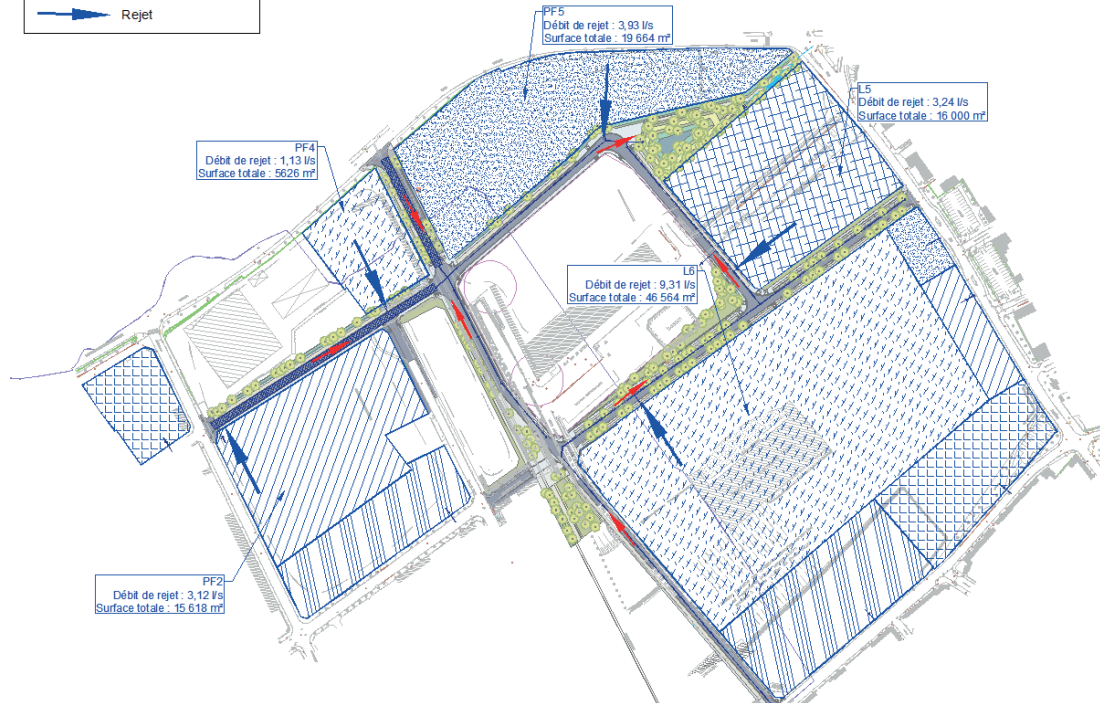 Rejet
PF5
Débit de rejet : 3,93 l/s
Surface totale : 19 664 m²
L5
Débit de rejet : 3,24 l/s
Surface totale : 16 000 m²
PF4
Débit de rejet : 1,13 l/s
Surface totale : 5626 m²
L6
Débit de rejet : 9,31 l/s
Surface totale : 46 564 m²
PF2
Débit de rejet : 3,12 l/s
Surface totale : 15 618 m²